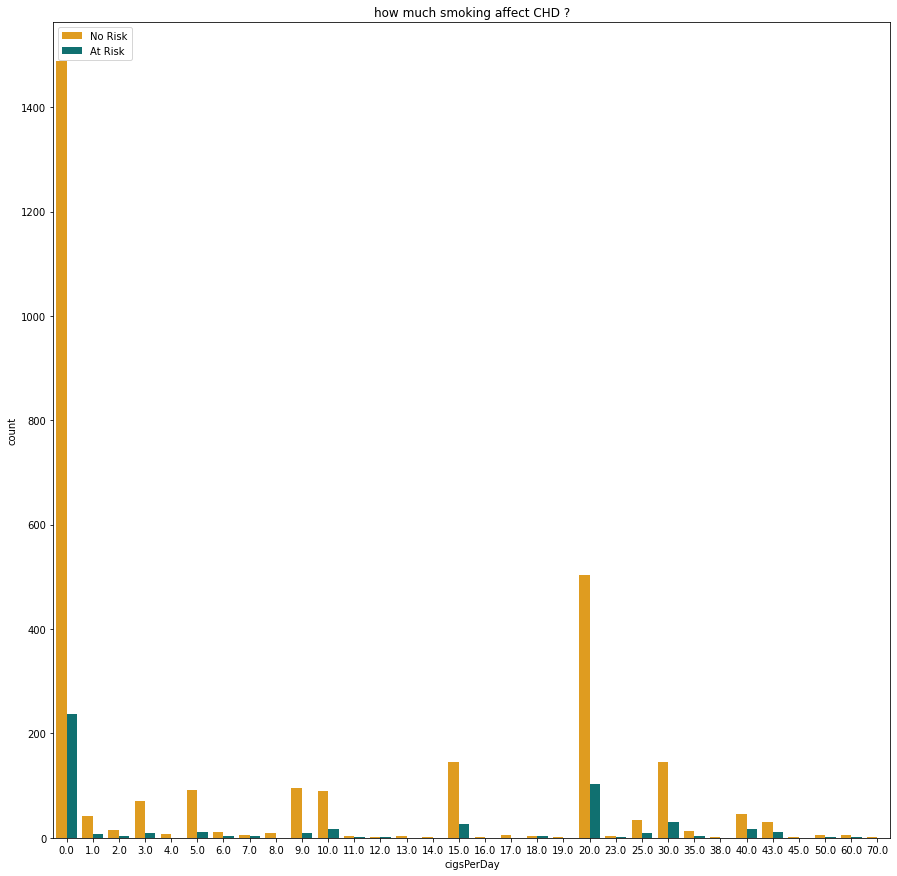 how much smoking affect CHD ?
No Risk
At Risk
1400
1200
1000
800
600
400
200
0
count
0.0 1.0 2.0 3.0 4.0 5.0 6.0 7.0 8.0 9.0 10.0 11.0 12.0 13.0 14.0 15.0 16.0 17.0 18.0 19.0 20.0 23.0 25.0 30.0 35.0 38.0 40.0 43.0 45.0 50.0 60.0 70.0
cigsPerDay